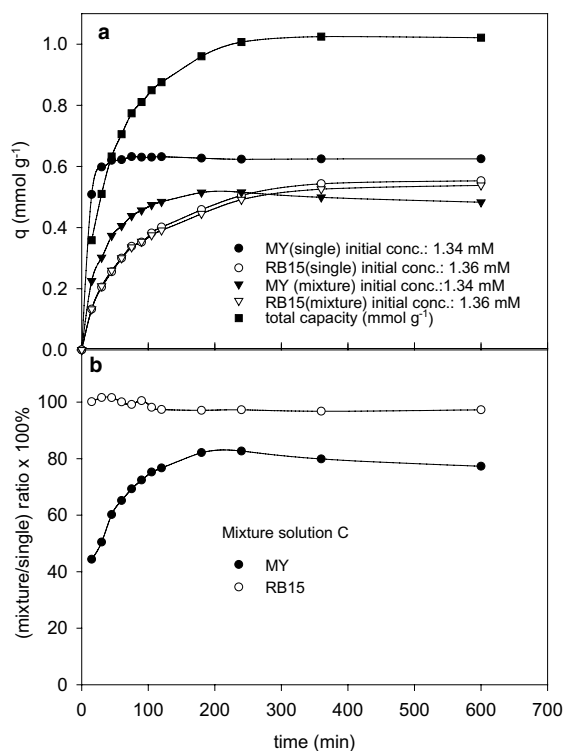 a
1.0
0.8
0.6
0.4
0.2
0.0
q (mmol g-1)
MY(single) initial conc.: 1.34 mM
RB15(single) initial conc.: 1.36 mM
MY (mixture) initial conc.:1.34 mM
RB15(mixture) initial conc.: 1.36 mM
total capacity (mmol g-1)
b
100
80
60
40
20
0
(mixture/single) ratio x 100%
Mixture solution C
MY
RB15
0 100 200 300 400 500 600 700
time (min)